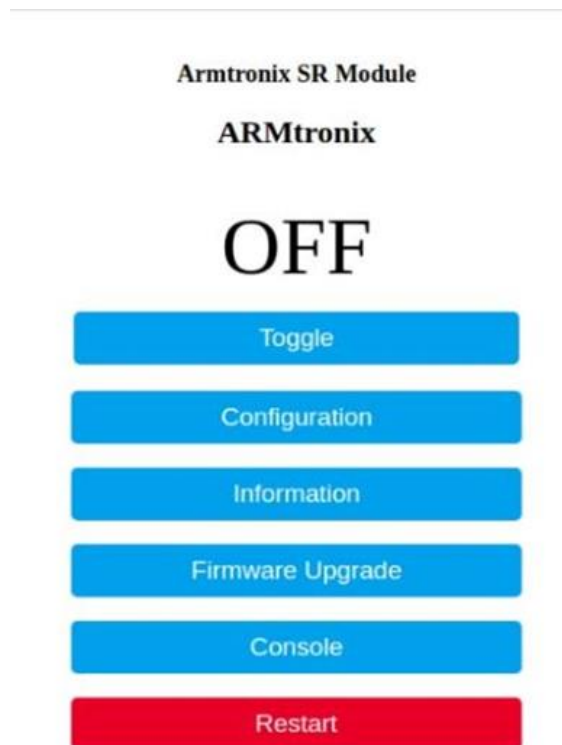 Armtronix SR Module
ARMtronix
OFF
Toggle
Configuration
Information
Firmware Upgrade
Console
Restart